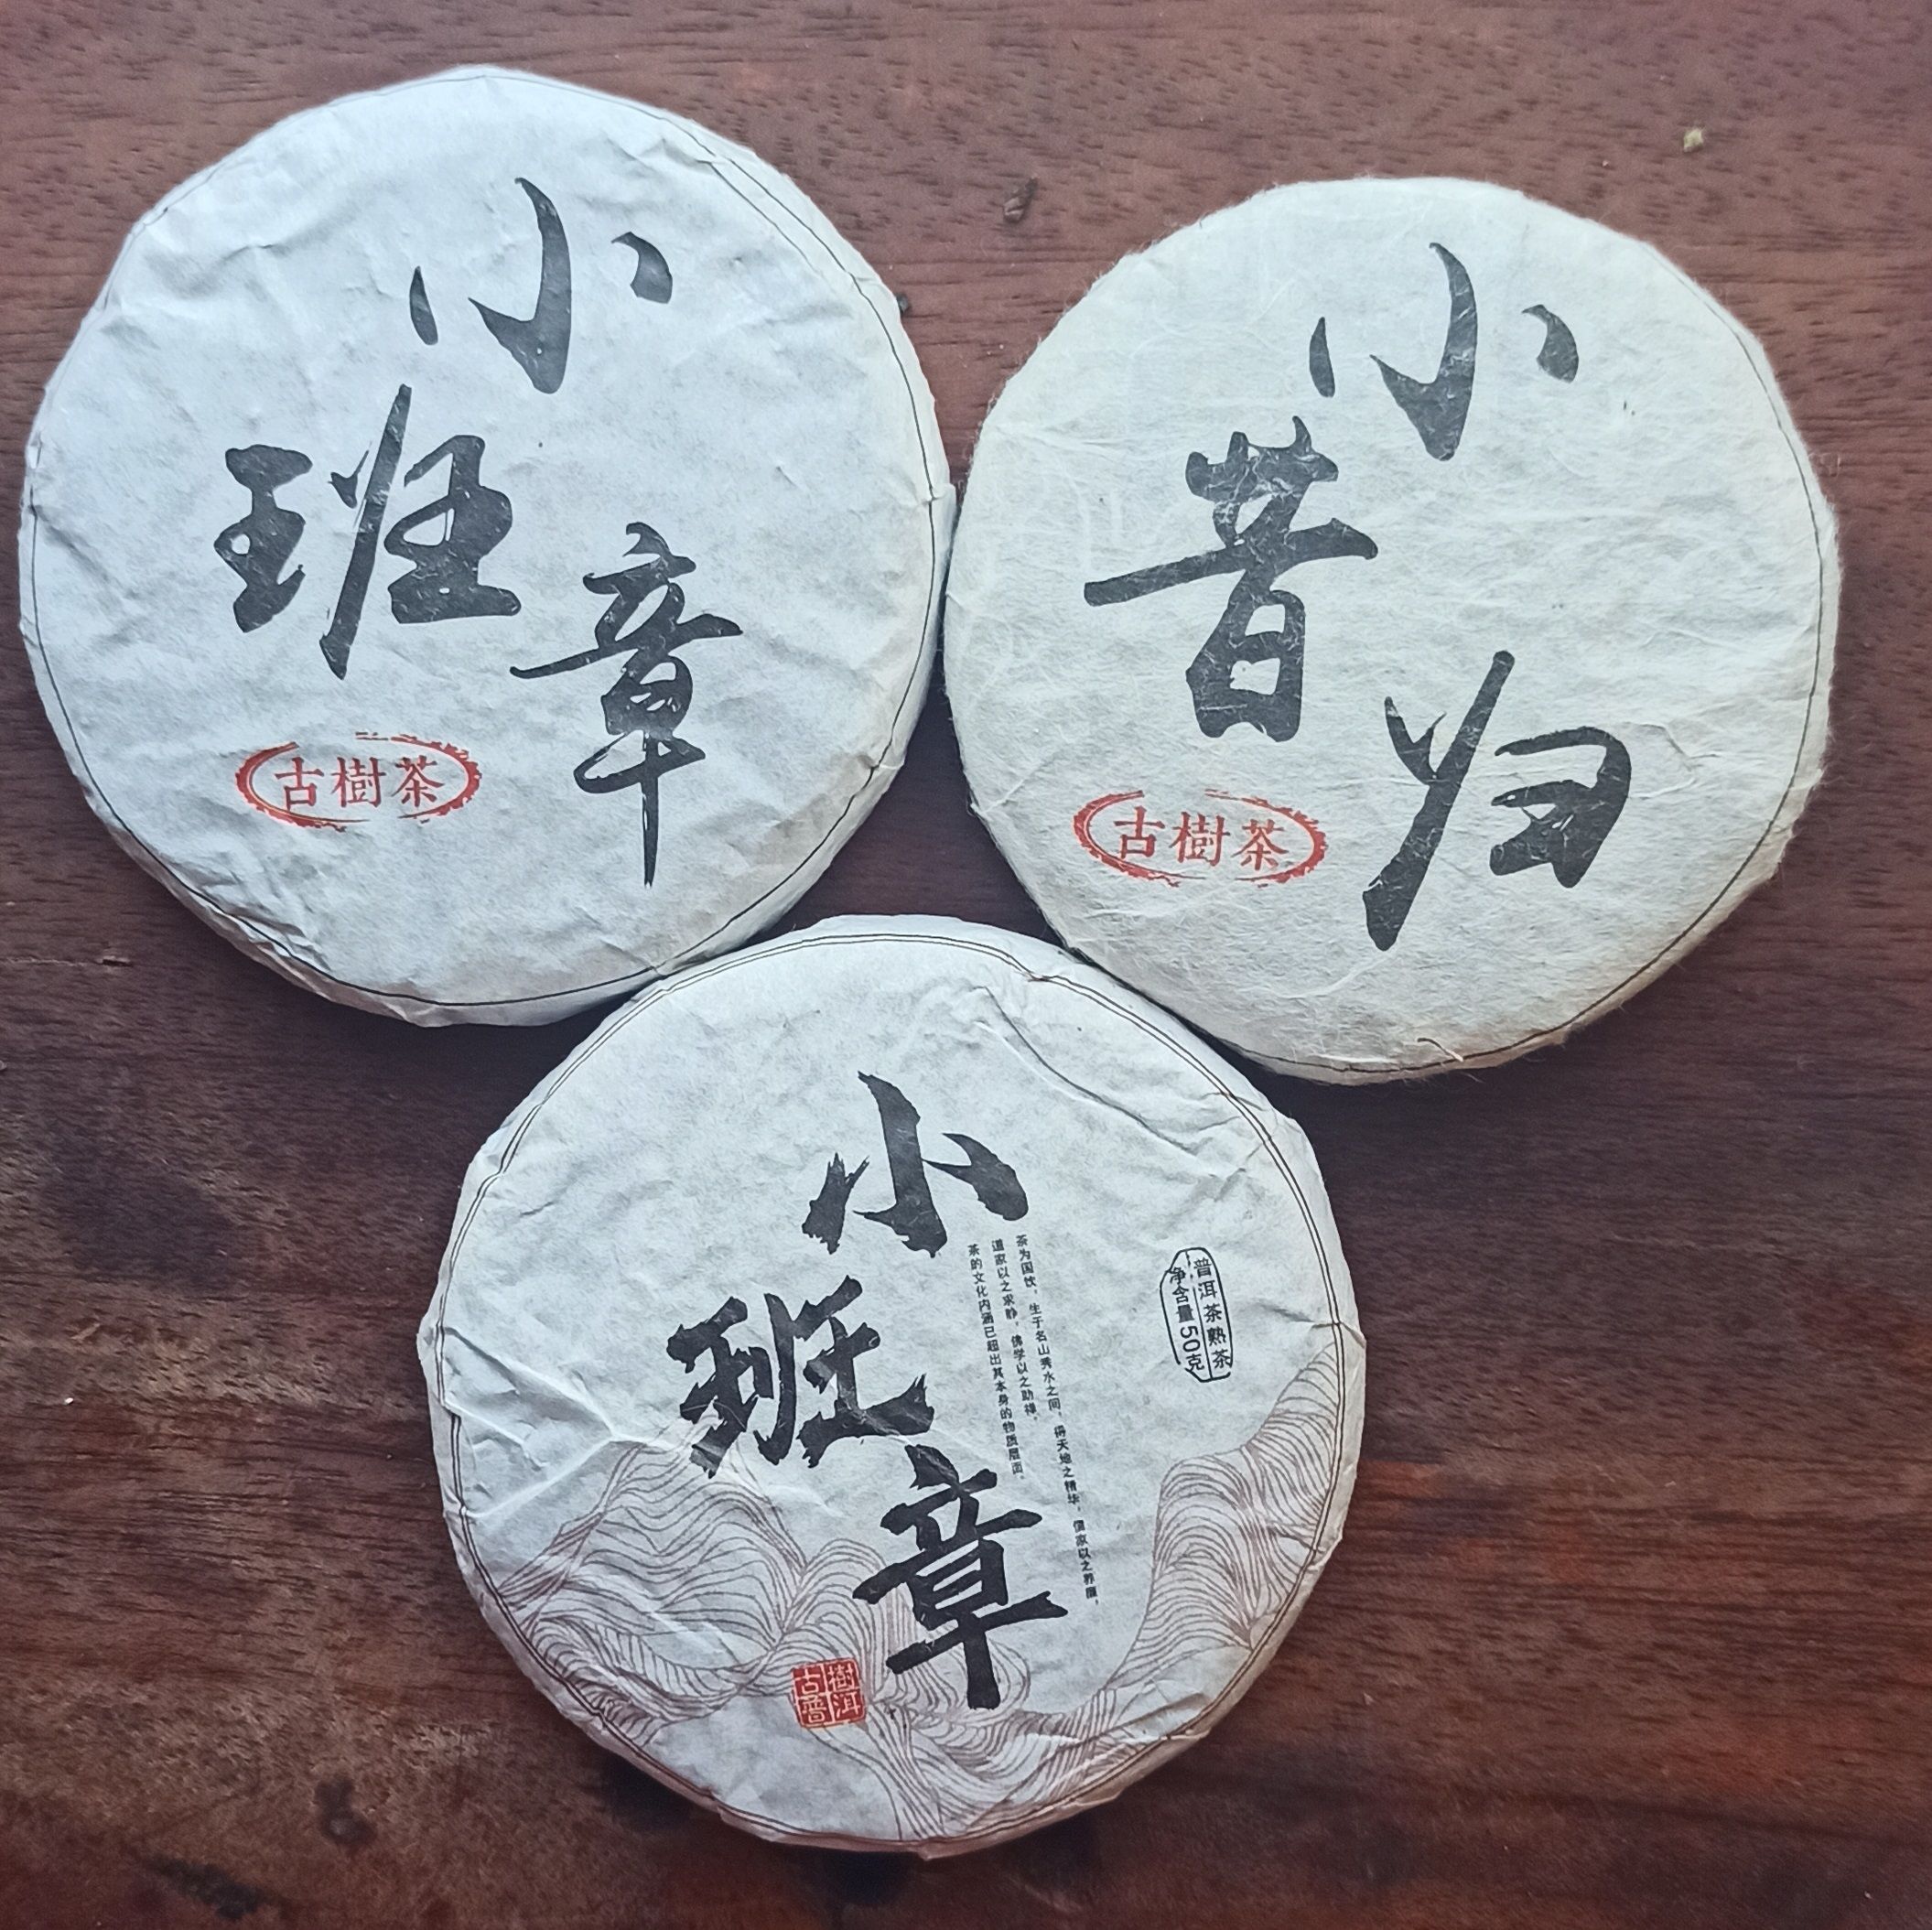 小班章
古樹茶
小昔归
古樹茶
小班章
茶为国饮，生于名山秀水之间，得天地之精华，儒家以之养廉，
道家以之求静，佛学以之助禅，
茶的文化内涵已超出其本身的物质层面。
普洱茶熟茶
净含量50克
古樹普洱